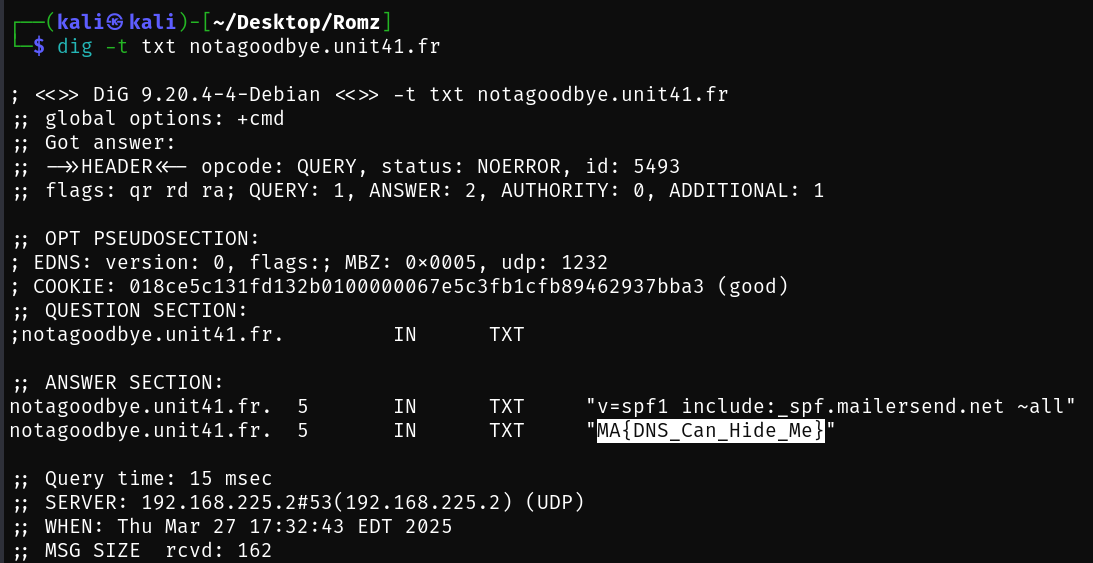 ┌──(kali㉿kali)-[~/Desktop/Romz]
└─$ dig -t txt notagoodbye.unit41.fr
; <<>> DiG 9.20.4-4-Debian <<>> -t txt notagoodbye.unit41.fr
;; global options: +cmd
;; Got answer:
;; ->>HEADER<<- opcode: QUERY, status: NOERROR, id: 5493
;; flags: qr rd ra; QUERY: 1, ANSWER: 2, AUTHORITY: 0, ADDITIONAL: 1
;; OPT PSEUDOSECTION:
; EDNS: version: 0, flags:; MBZ: 0x0005, udp: 1232
; COOKIE: 018ce5c131fd132b0100000067e5c3fb1cfb89462937bba3 (good)
;; QUESTION SECTION:
;notagoodbye.unit41.fr. IN TXT
;; ANSWER SECTION:
notagoodbye.unit41.fr. 5 IN TXT "v=spf1 include:_spf.mailersend.net ~all"
notagoodbye.unit41.fr. 5 IN TXT "MA{DNS_Can_Hide_Me}"
;; Query time: 15 msec
;; SERVER: 192.168.225.2#53(192.168.225.2) (UDP)
;; WHEN: Thu Mar 27 17:32:43 EDT 2025
;; MSG SIZE  rcvd: 162